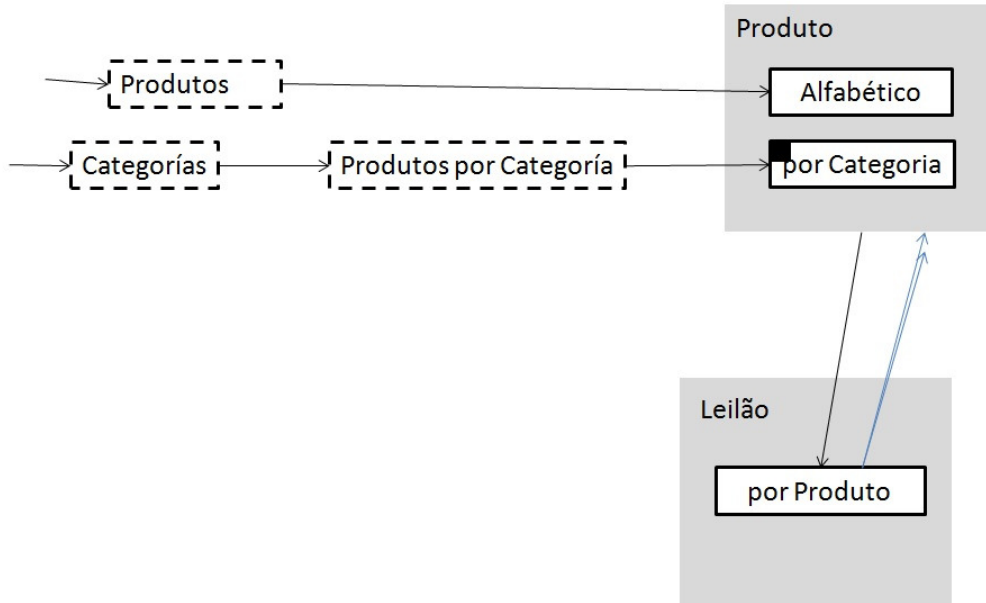 Produto
Produtos
Alfabético
Categorías
Produtos por Categoría
por Categoria
Leilão
por Produto